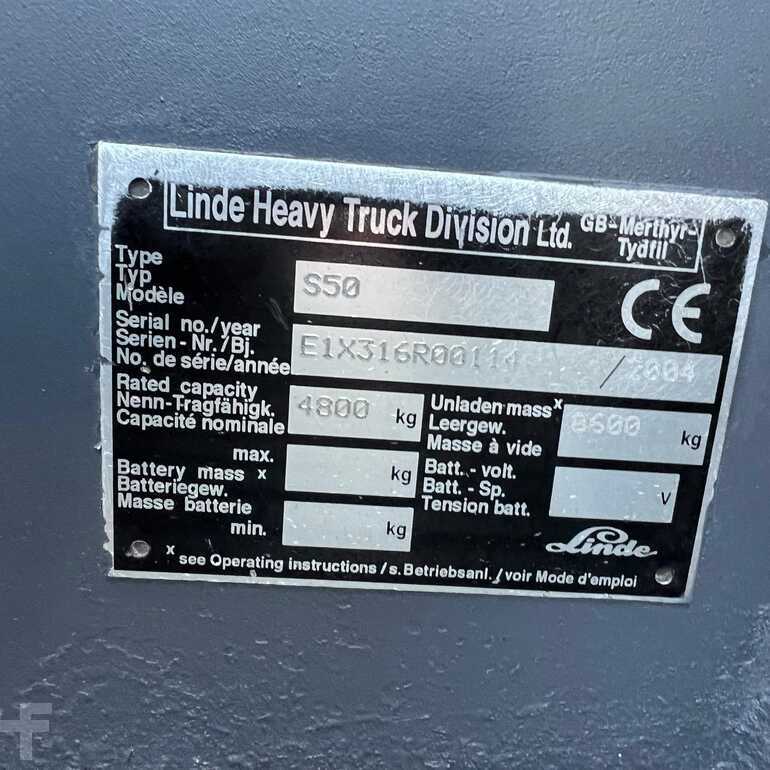 Linde Heavy Truck Division Ltd. GB-Merthyr-
Tydfil
Type
Typ
Modèle
S50
CE
Serial no./year
Serien-Nr./Bj.
No. de série/année
E1X316R00114 / 2004
Rated capacity
Nenn-Tragfähigk.
Capacité nominale
4800 kg
Unladen mass x
Leergew.
Masse à vide
8600 kg
max.
Battery mass x
Batteriegew.
Masse batterie
min.
kg
kg
Batt. - volt.
Batt. - Sp.
Tension batt.
V
Linde
x see Operating instructions / s. Betriebsanl. / voir Mode d'emploi
F